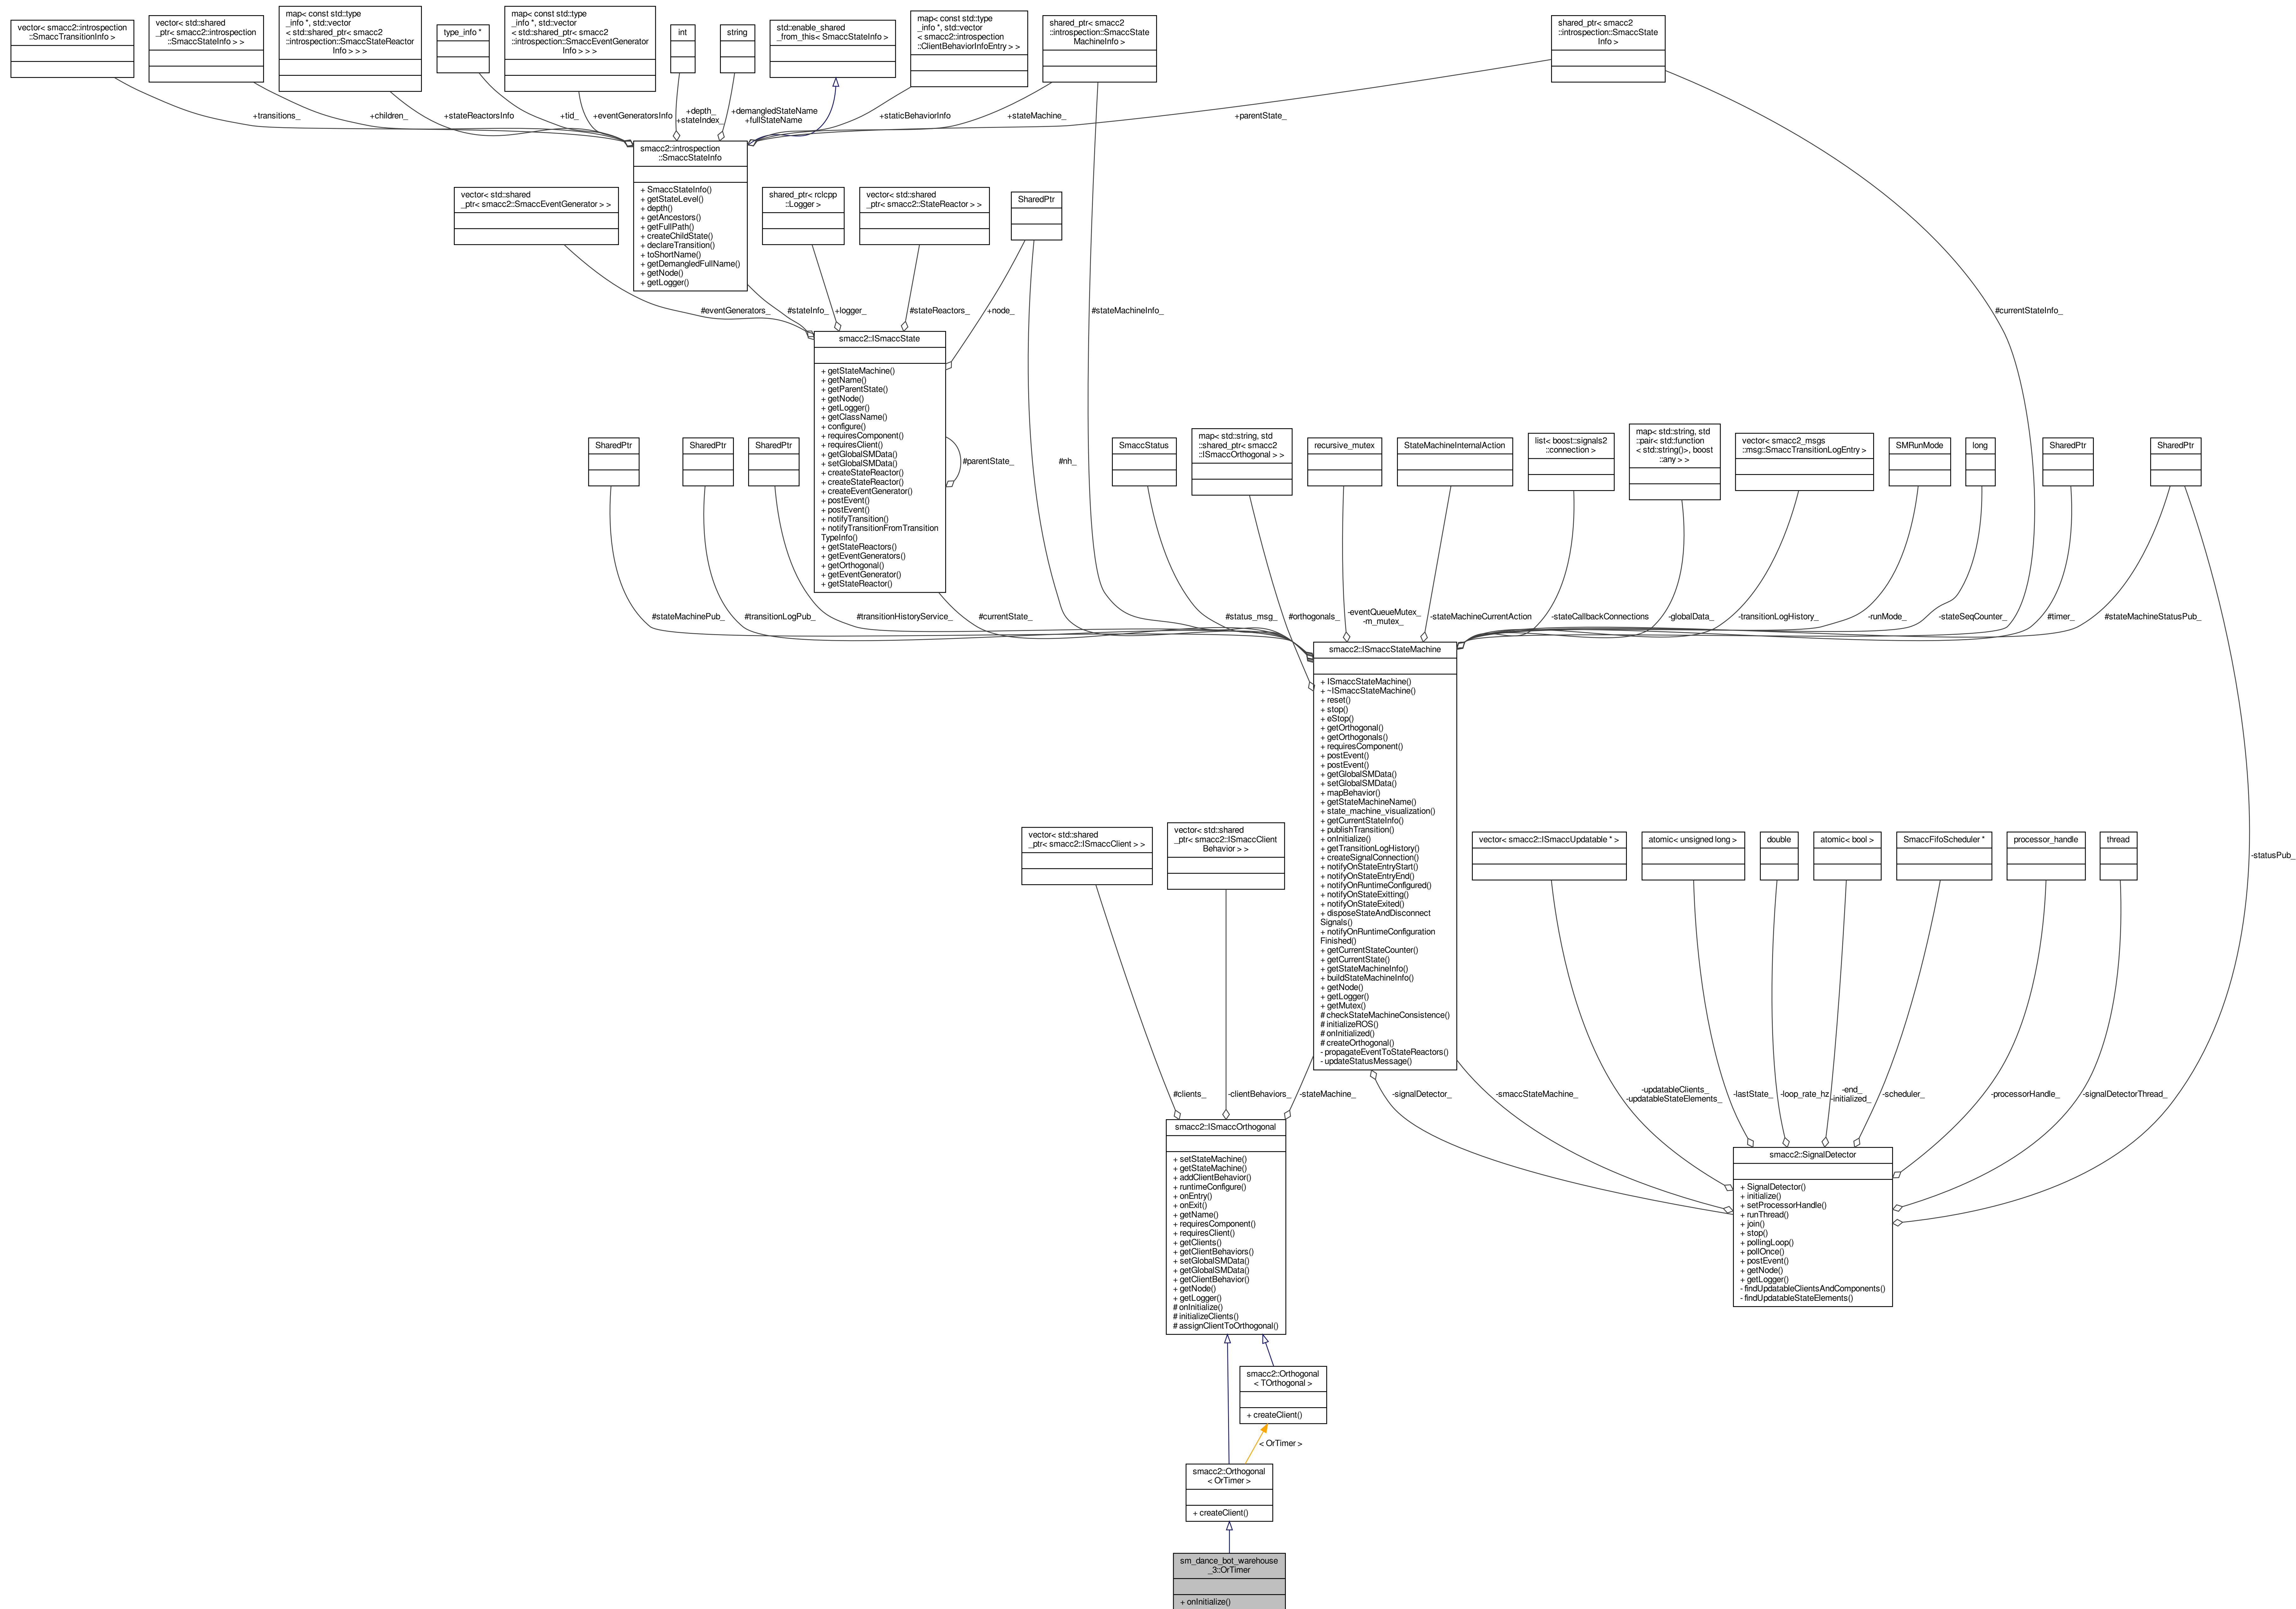 vector< smacc2::introspection
::SmaccTransitionInfo >
vector< std::shared
_ptr< smacc2::introspection
::SmaccStateInfo > >
map< const std::type
_info *, std::vector
< std::shared_ptr< smacc2
::introspection::SmaccStateReactor
Info > > >
type_info *
map< const std::type
_info *, std::vector
< std::shared_ptr< smacc2
::introspection::SmaccEventGenerator
Info > > >
int
string
std::enable_shared
_from_this< SmaccStateInfo >
map< const std::type
_info *, std::vector
< smacc2::introspection
::ClientBehaviorInfoEntry > >
shared_ptr< smacc2
::introspection::SmaccState
MachineInfo >
shared_ptr< smacc2
::introspection::SmaccState
Info >
+transitions_
+children_
+stateReactorsInfo
+tid_
+eventGeneratorsInfo
+depth_
+stateIndex_
+demangledStateName
+fullStateName
+staticBehaviorInfo
+stateMachine_
+parentState_
smacc2::introspection
::SmaccStateInfo
+ SmaccStateInfo()
+ getStateLevel()
+ depth()
+ getAncestors()
+ getFullPath()
+ createChildState()
+ declareTransition()
+ toShortName()
+ getDemangledFullName()
+ getNode()
+ getLogger()
vector< std::shared
_ptr< smacc2::SmaccEventGenerator > >
shared_ptr< rclcpp
::Logger >
vector< std::shared
_ptr< smacc2::StateReactor > >
SharedPtr
#eventGenerators_
#stateInfo_
+logger_
#stateReactors_
+node_
#stateMachineInfo_
#currentStateInfo_
smacc2::ISmaccState
+ getStateMachine()
+ getName()
+ getParentState()
+ getNode()
+ getLogger()
+ getClassName()
+ configure()
+ requiresComponent()
+ requiresClient()
+ getGlobalSMData()
+ setGlobalSMData()
+ createStateReactor()
+ createStateReactor()
+ createEventGenerator()
+ postEvent()
+ postEvent()
+ notifyTransition()
+ notifyTransitionFromTransition
TypeInfo()
+ getStateReactors()
+ getEventGenerators()
+ getOrthogonal()
+ getEventGenerator()
+ getStateReactor()
#parentState_
#nh_
SharedPtr
SharedPtr
SharedPtr
SmaccStatus
map< std::string, std
::shared_ptr< smacc2
::ISmaccOrthogonal > >
recursive_mutex
StateMachineInternalAction
list< boost::signals2
::connection >
map< std::string, std
::pair< std::function
< std::string()>, boost
::any > >
vector< smacc2_msgs
::msg::SmaccTransitionLogEntry >
SMRunMode
long
SharedPtr
SharedPtr
#stateMachinePub_
#transitionLogPub_
#transitionHistoryService_
#currentState_
#status_msg_
#orthogonals_
-eventQueueMutex_
-m_mutex_
-stateMachineCurrentAction
-stateCallbackConnections
-globalData_
-transitionLogHistory_
-runMode_
-stateSeqCounter_
#timer_
#stateMachineStatusPub_
smacc2::ISmaccStateMachine
+ ISmaccStateMachine()
+ ~ISmaccStateMachine()
+ reset()
+ stop()
+ eStop()
+ getOrthogonal()
+ getOrthogonals()
+ requiresComponent()
+ postEvent()
+ postEvent()
+ getGlobalSMData()
+ setGlobalSMData()
+ mapBehavior()
+ getStateMachineName()
+ state_machine_visualization()
+ getCurrentStateInfo()
+ publishTransition()
+ onInitialize()
+ getTransitionLogHistory()
+ createSignalConnection()
+ notifyOnStateEntryStart()
+ notifyOnStateEntryEnd()
+ notifyOnRuntimeConfigured()
+ notifyOnStateExitting()
+ notifyOnStateExited()
+ disposeStateAndDisconnect
Signals()
+ notifyOnRuntimeConfiguration
Finished()
+ getCurrentStateCounter()
+ getCurrentState()
+ getStateMachineInfo()
+ buildStateMachineInfo()
+ getNode()
+ getLogger()
+ getMutex()
# checkStateMachineConsistence()
# initializeROS()
# onInitialized()
# createOrthogonal()
- propagateEventToStateReactors()
- updateStatusMessage()
vector< std::shared
_ptr< smacc2::ISmaccClient > >
vector< std::shared
_ptr< smacc2::ISmaccClient
Behavior > >
vector< smacc2::ISmaccUpdatable * >
atomic< unsigned long >
double
atomic< bool >
SmaccFifoScheduler *
processor_handle
thread
-statusPub_
#clients_
-clientBehaviors_
-stateMachine_
-signalDetector_
-smaccStateMachine_
-updatableClients_
-updatableStateElements_
-lastState_
-loop_rate_hz
-end_
-initialized_
-scheduler_
-processorHandle_
-signalDetectorThread_
smacc2::ISmaccOrthogonal
+ setStateMachine()
+ getStateMachine()
+ addClientBehavior()
+ runtimeConfigure()
+ onEntry()
+ onExit()
+ getName()
+ requiresComponent()
+ requiresClient()
+ getClients()
+ getClientBehaviors()
+ setGlobalSMData()
+ getGlobalSMData()
+ getClientBehavior()
+ getNode()
+ getLogger()
# onInitialize()
# initializeClients()
# assignClientToOrthogonal()
smacc2::SignalDetector
+ SignalDetector()
+ initialize()
+ setProcessorHandle()
+ runThread()
+ join()
+ stop()
+ pollingLoop()
+ pollOnce()
+ postEvent()
+ getNode()
+ getLogger()
- findUpdatableClientsAndComponents()
- findUpdatableStateElements()
smacc2::Orthogonal
< TOrthogonal >
+ createClient()
< OrTimer >
smacc2::Orthogonal
< OrTimer >
+ createClient()
sm_dance_bot_warehouse
_3::OrTimer
+ onInitialize()